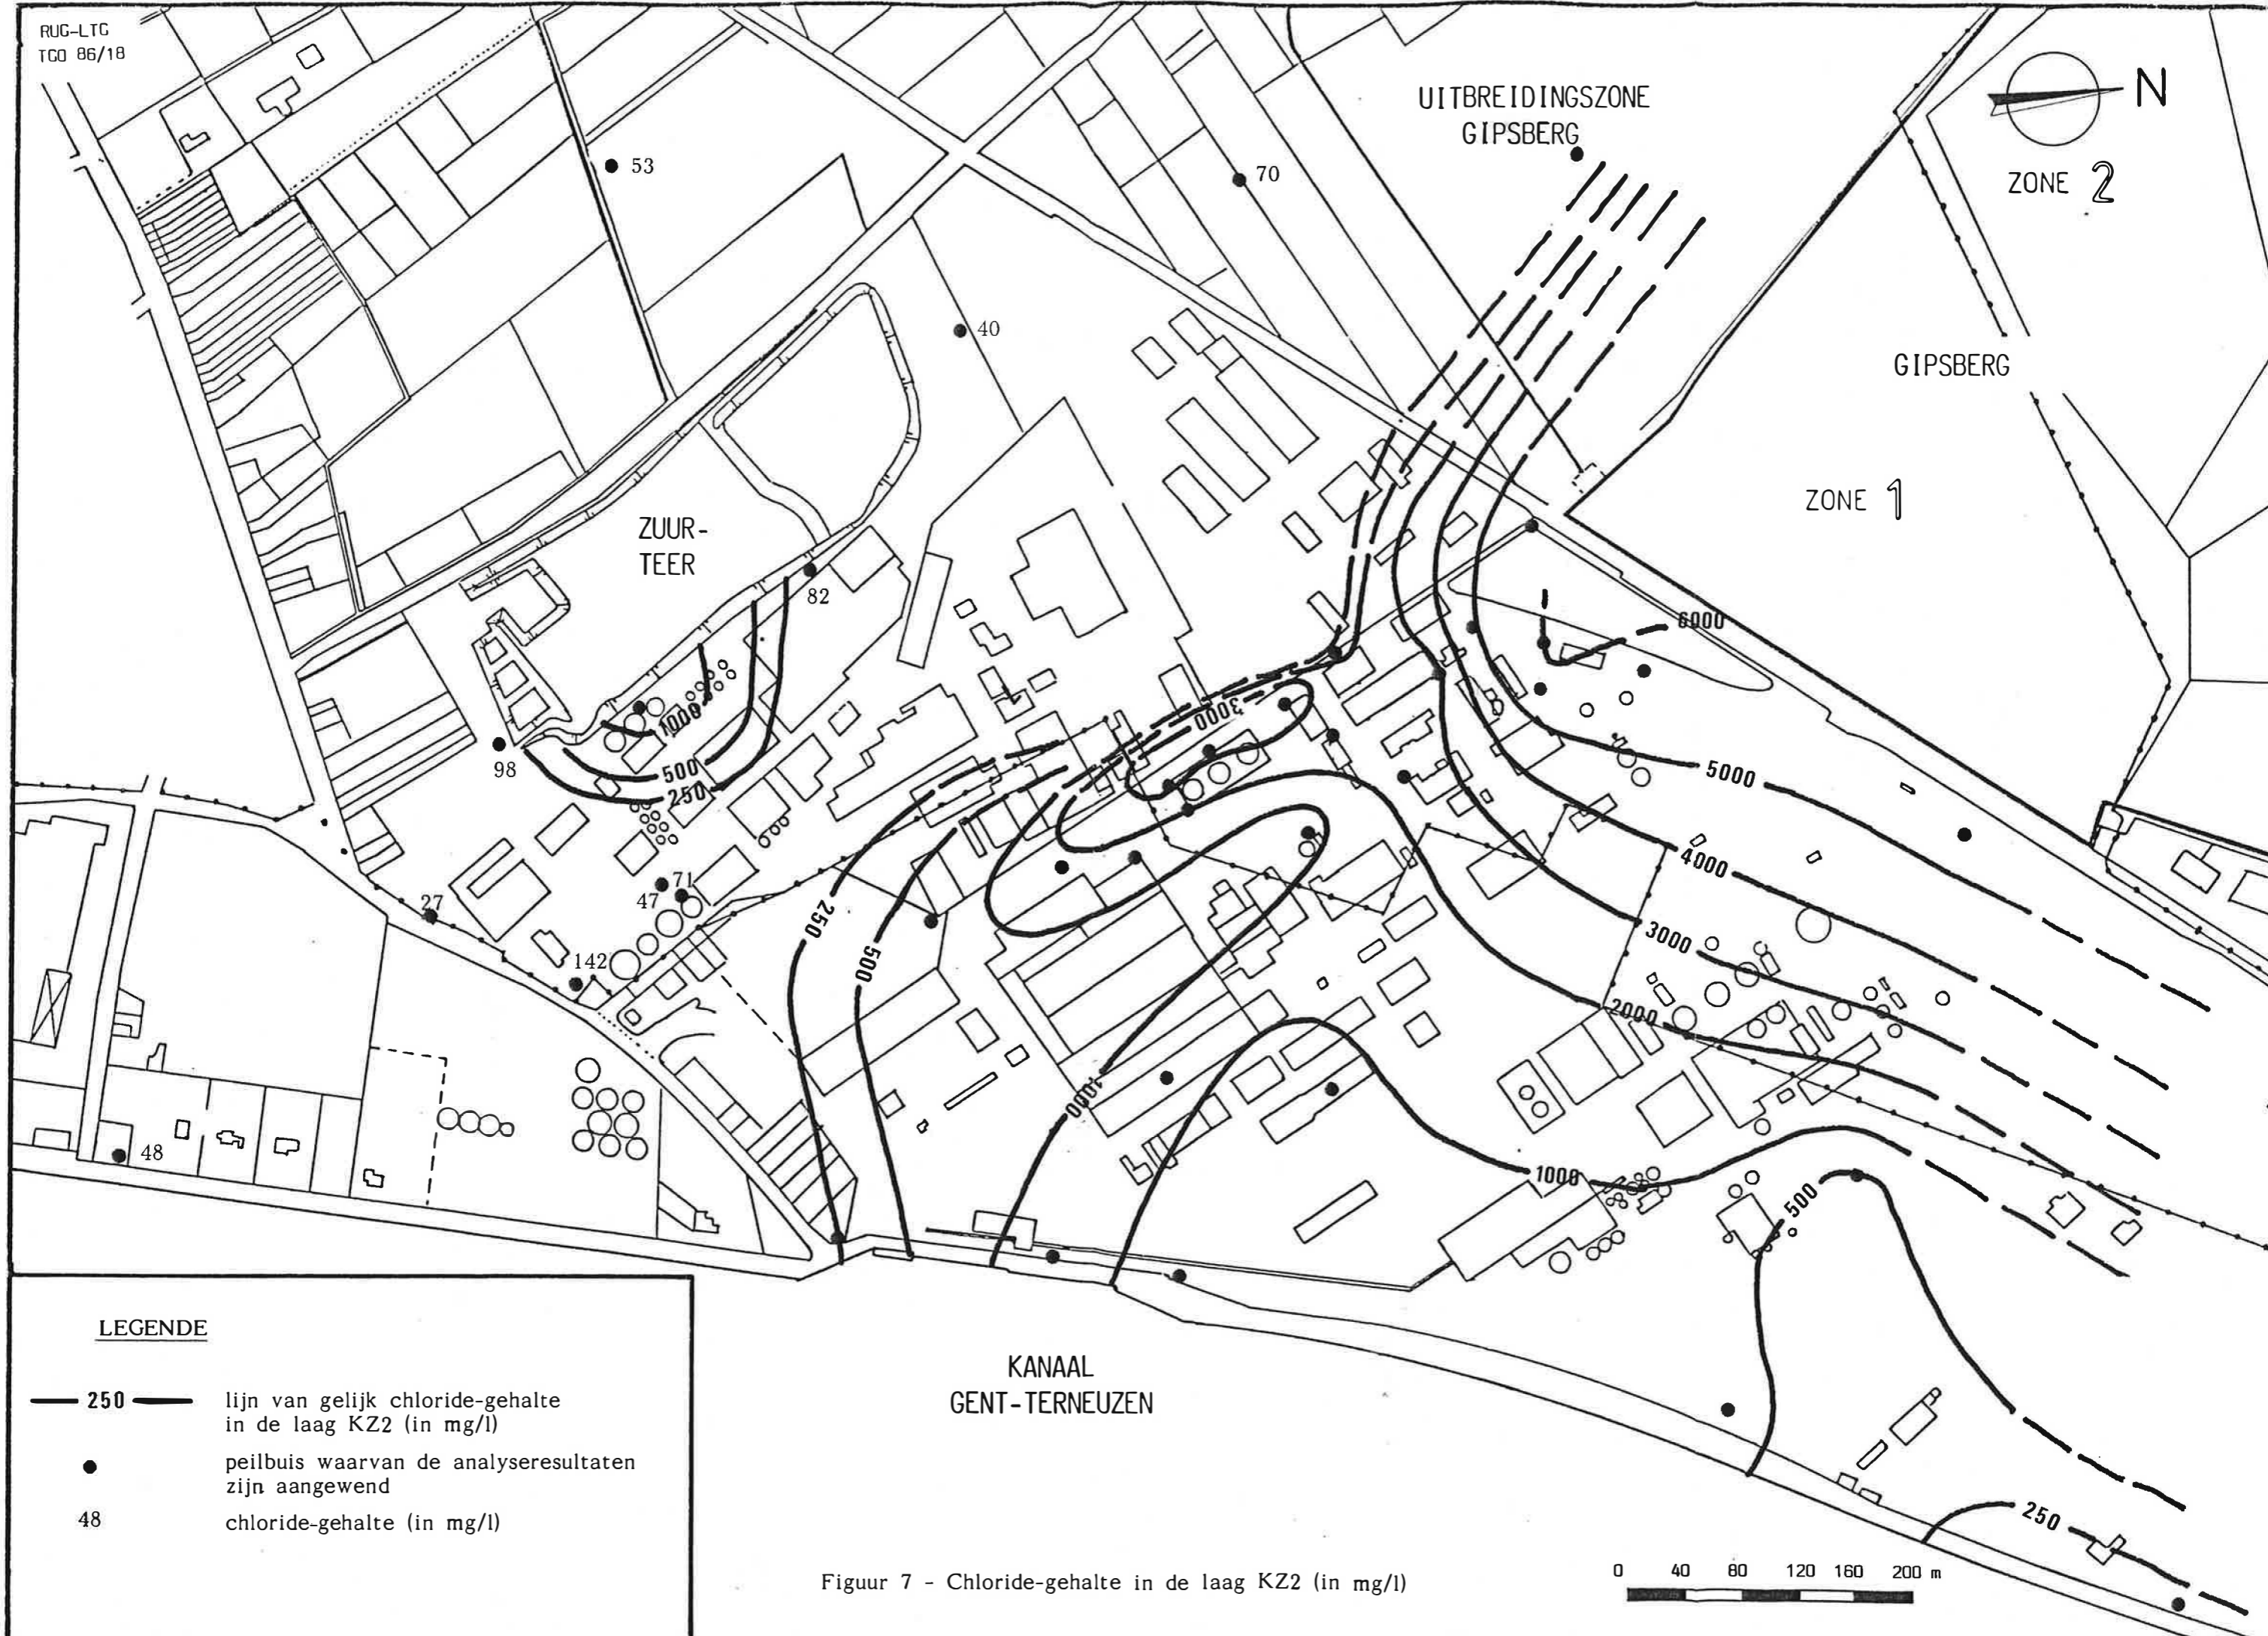 RUG-LTG
TGO 86/18
UITBREIDINGSZONE
GIPSBERG
N
ZONE 2
53
70
40
GIPSBERG
ZONE 1
ZUUR-
TEER
82
6000
3000
1000
98
500
250
5000
4000
71
47
27
250
500
3000
142
2000
1000
48
1000
500
LEGENDE
250
lijn van gelijk chloride-gehalte
in de laag KZ2 (in mg/l)
peilbuis waarvan de analyseresultaten
zijn aangewend
48
chloride-gehalte (in mg/l)
KANAAL
GENT-TERNEUZEN
250
Figuur 7 - Chloride-gehalte in de laag KZ2 (in mg/l)
0 40 80 120 160 200 m